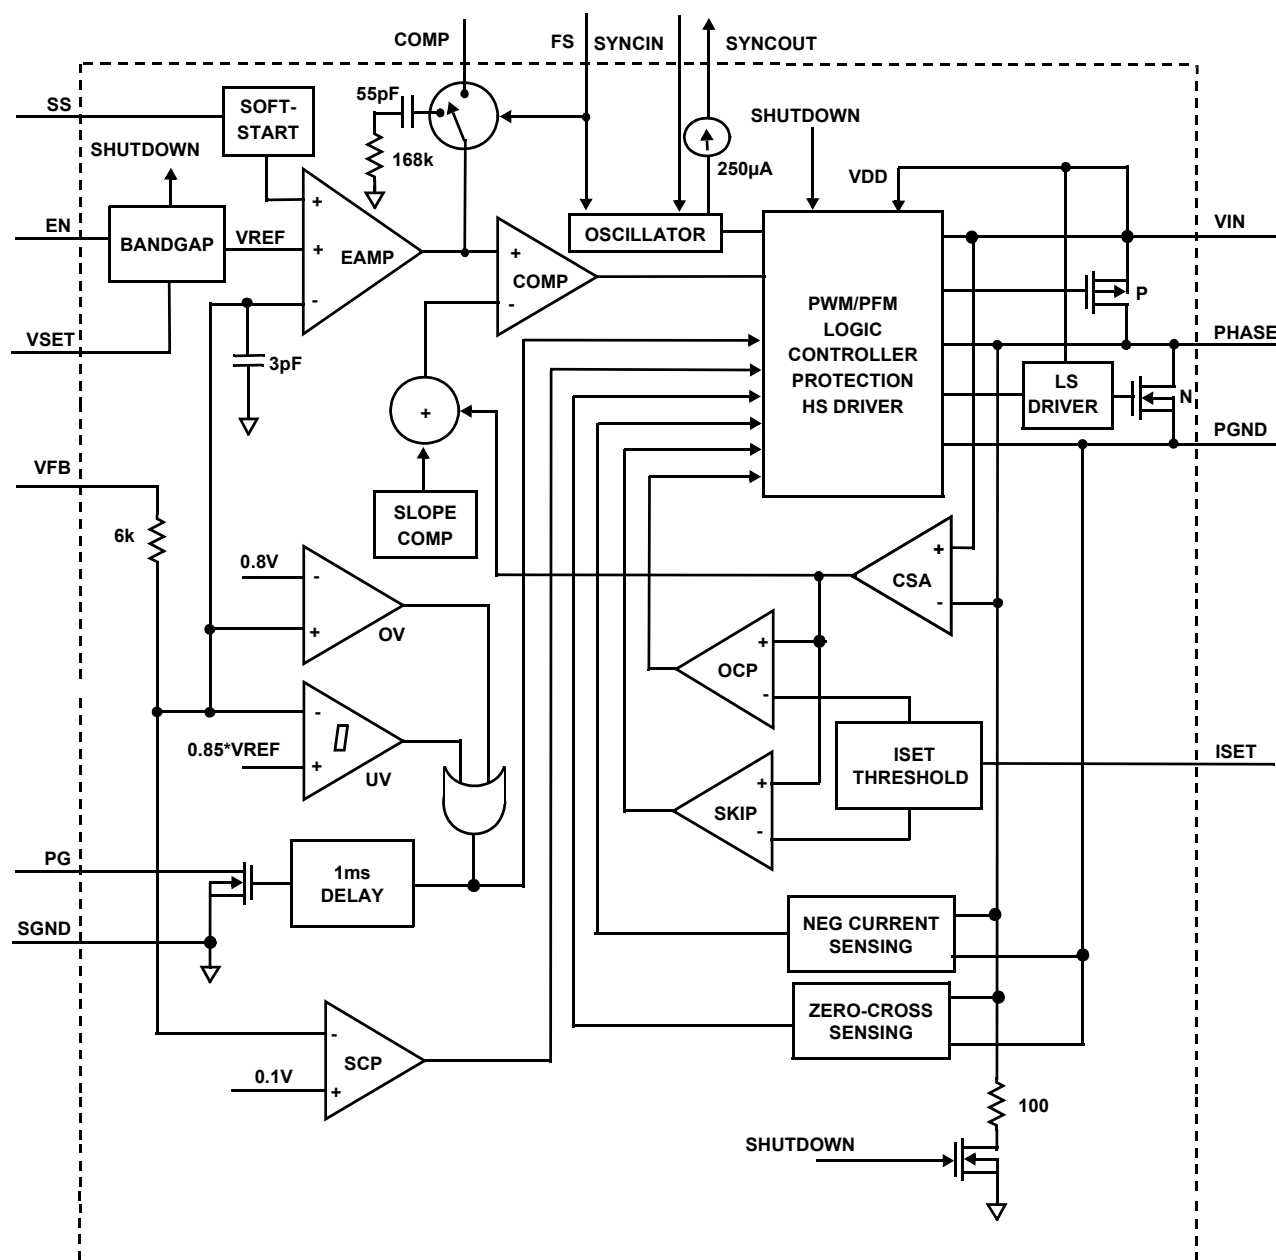 COMP
FS
SYNCIN
SYNCOUT
SS
SOFT-
START
55pF
168k
SHUTDOWN
250µA
SHUTDOWN
VDD
EN
BANDGAP
VREF
+
+
-
EAMP
+
-
COMP
OSCILLATOR
VIN
P
PWM/PFM
LOGIC
CONTROLLER
PROTECTION
HS DRIVER
VSET
3pF
PHASE
LS
DRIVER
N
+
PGND
VFB
6k
SLOPE
COMP
0.8V
-
+
OV
+
-
CSA
+
-
OCP
0.85*VREF
-
+
UV
ISET
THRESHOLD
ISET
+
-
SKIP
PG
1ms
DELAY
SGND
NEG CURRENT
SENSING
ZERO-CROSS
SENSING
-
+
SCP
0.1V
100
SHUTDOWN